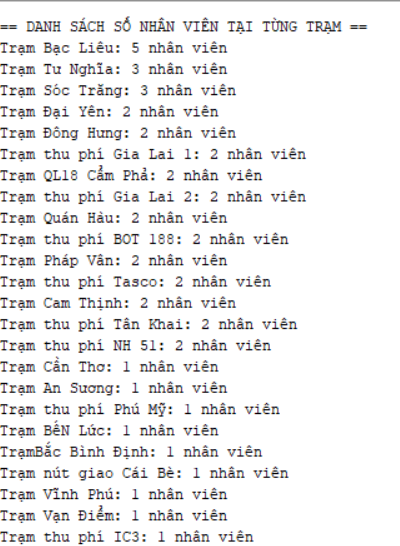 == DANH SÁCH SỐ NHÂN VIÊN TẠI TỪNG TRẠM ==
Trạm Bạc Liêu: 5 nhân viên
Trạm Tư Nghĩa: 3 nhân viên
Trạm Sóc Trăng: 3 nhân viên
Trạm Đại Yên: 2 nhân viên
Trạm Đông Hưng: 2 nhân viên
Trạm thu phí Gia Lai 1: 2 nhân viên
Trạm QL18 Cẩm Phả: 2 nhân viên
Trạm thu phí Gia Lai 2: 2 nhân viên
Trạm Quán Hàu: 2 nhân viên
Trạm thu phí BOT 188: 2 nhân viên
Trạm Pháp Vân: 2 nhân viên
Trạm thu phí Tasco: 2 nhân viên
Trạm Cam Thịnh: 2 nhân viên
Trạm thu phí Tân Khai: 2 nhân viên
Trạm thu phí NH 51: 2 nhân viên
Trạm Cần Thơ: 1 nhân viên
Trạm An Sương: 1 nhân viên
Trạm thu phí Phú Mỹ: 1 nhân viên
Trạm BếN Lức: 1 nhân viên
TrạmBắc Bình Định: 1 nhân viên
Trạm nút giao Cái Bè: 1 nhân viên
Trạm Vĩnh Phú: 1 nhân viên
Trạm Vạn Điểm: 1 nhân viên
Trạm thu phí IC3: 1 nhân viên